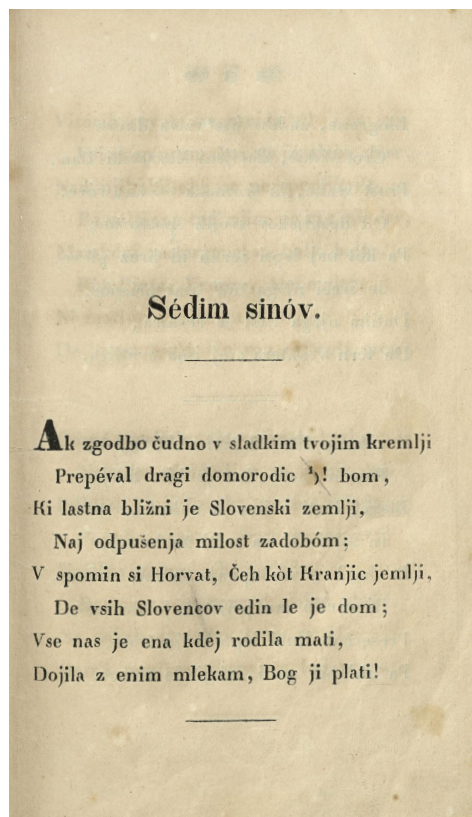 Sédim sinóv.
Ak zgodbo čudno v sladkim tvojim kremlji
Prepéval dragi domorodic ¹)! bom,
Ki lastna bližni je Slovenski zemlji,
Naj odpušenja milost zadobóm;
V spomin si Horvat, Čeh kòt Kranjic jemlji,
De vsih Slovencov edin le je dom;
Vse nas je ena kdej rodila mati,
Dojila z enim mlekam, Bog ji plati!